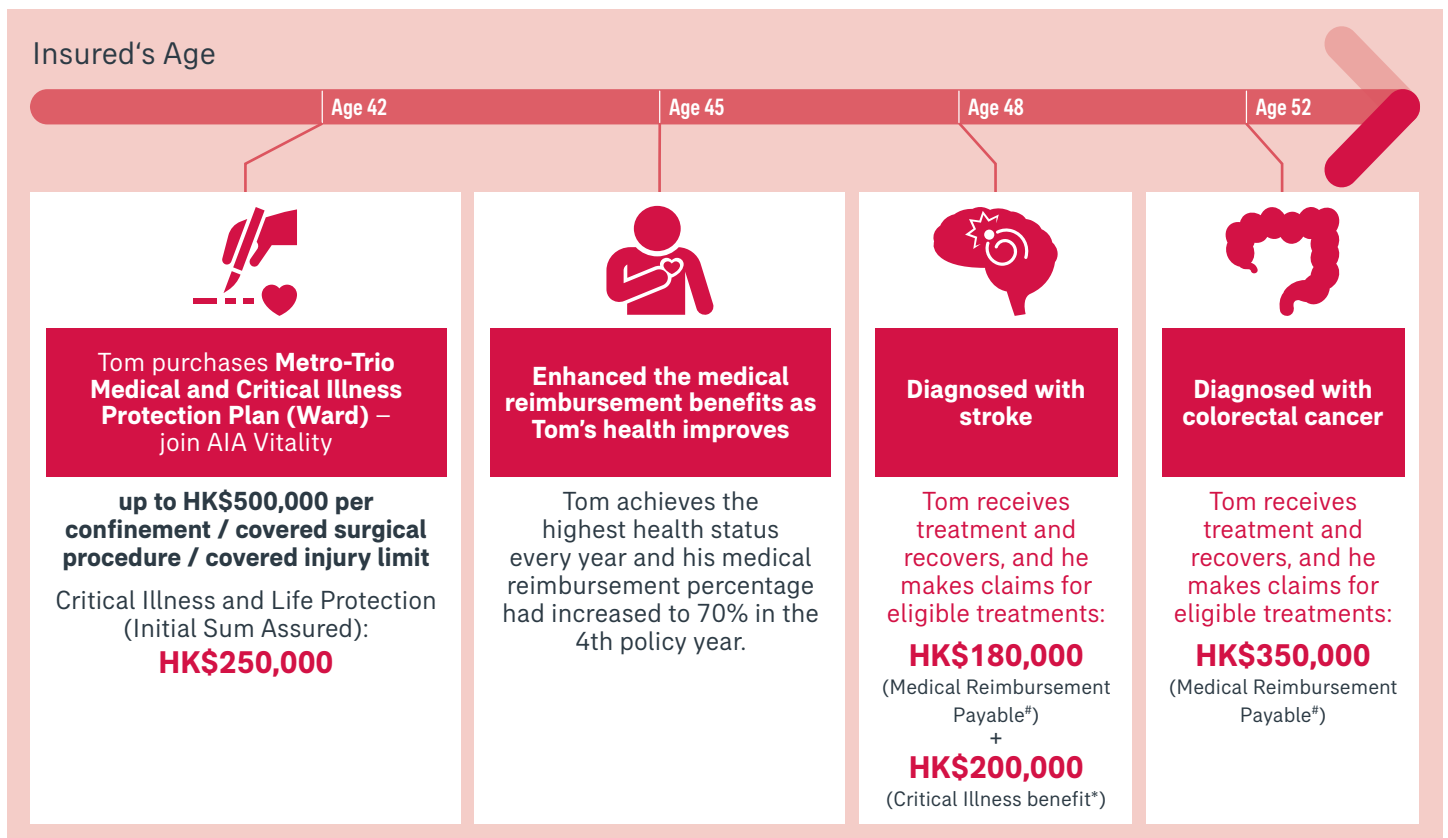 Insured‘s Age
Age 42
Age 45
Age 48
Age 52
Tom purchases Metro-Trio
Medical and Critical Illness
Protection Plan (Ward) –
join AIA Vitality
up to HK$500,000 per
confinement / covered surgical
procedure / covered injury limit
Critical Illness and Life Protection
(Initial Sum Assured):
HK$250,000
Enhanced the medical
reimbursement benefits as
Tom’s health improves
Tom achieves the
highest health status
every year and his medical
reimbursement percentage
had increased to 70% in the
4th policy year.
Diagnosed with
stroke
Tom receives
treatment and
recovers, and he
makes claims for
eligible treatments:
HK$180,000
(Medical Reimbursement
Payable#)
+
HK$200,000
(Critical Illness benefit*)
Diagnosed with
colorectal cancer
Tom receives
treatment and
recovers, and he
makes claims for
eligible treatments:
HK$350,000
(Medical Reimbursement
Payable#)